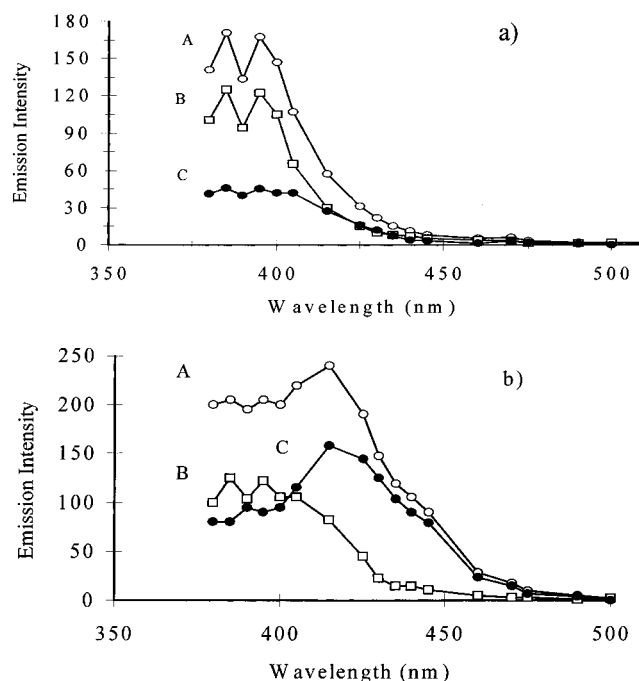 a)
180
150
120
90
60
30
0
A
B
C
Emission Intensity
350 400 450 500
Wavelength (nm)
b)
250
200
150
100
50
0
A
B
C
Emission Intensity
350 400 450 500
Wavelength (nm)